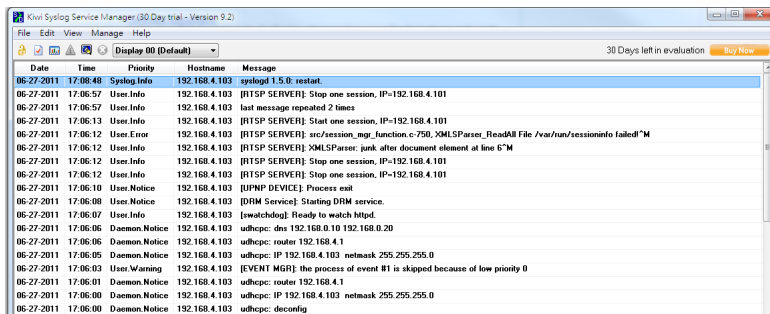 Kiwi Syslog Service Manager (30 Day trial - Version 9.2)
File Edit View Manage Help
Display 00 (Default) 30 Days left in evaluation Buy Now
Date Time Priority Hostname Message
06-27-2011 17:08:48 Syslog.Info 192.168.4.103 syslogd 1.5.0: restart.
06-27-2011 17:06:57 User.Info 192.168.4.103 [RTSP SERVER]: Stop one session, IP=192.168.4.101
06-27-2011 17:06:57 User.Info 192.168.4.103 last message repeated 2 times
06-27-2011 17:06:13 User.Info 192.168.4.103 [RTSP SERVER]: Start one session, IP=192.168.4.101
06-27-2011 17:06:12 User.Error 192.168.4.103 [RTSP SERVER]: src/session_mgr_function.c-750, XMLSParser_ReadAll File /var/run/sessioninfo failed!^M
06-27-2011 17:06:12 User.Info 192.168.4.103 [RTSP SERVER]: XMLSParser: junk after document element at line 6^M
06-27-2011 17:06:12 User.Info 192.168.4.103 [RTSP SERVER]: Stop one session, IP=192.168.4.101
06-27-2011 17:06:12 User.Info 192.168.4.103 [RTSP SERVER]: Stop one session, IP=192.168.4.101
06-27-2011 17:06:10 User.Notice 192.168.4.103 [UPNP DEVICE]: Process exit
06-27-2011 17:06:08 User.Notice 192.168.4.103 [DRM Service]: Starting DRM service.
06-27-2011 17:06:07 User.Info 192.168.4.103 [swatchdog]: Ready to watch httpd.
06-27-2011 17:06:06 Daemon.Notice 192.168.4.103 udhcpc: dns 192.168.0.10 192.168.0.20
06-27-2011 17:06:06 Daemon.Notice 192.168.4.103 udhcpc: router 192.168.4.1
06-27-2011 17:06:05 Daemon.Notice 192.168.4.103 udhcpc: IP 192.168.4.103 netmask 255.255.255.0
06-27-2011 17:06:03 User.Warning 192.168.4.103 [EVENT MGR]: the process of event #1 is skipped because of low priority 0
06-27-2011 17:06:01 Daemon.Notice 192.168.4.103 udhcpc: router 192.168.4.1
06-27-2011 17:06:00 Daemon.Notice 192.168.4.103 udhcpc: IP 192.168.4.103 netmask 255.255.255.0
06-27-2011 17:06:00 Daemon.Notice 192.168.4.103 udhcpc: deconfig